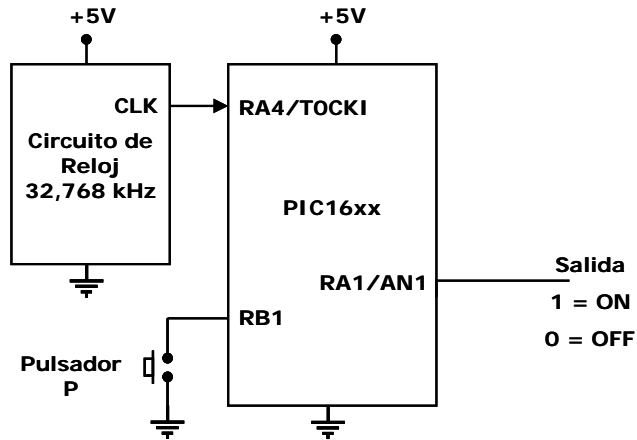 +5V
+5V
CLK
Circuito de
Reloj
32,768 kHz
RA4/T0CKI
PIC16xx
RA1/AN1
Salida
1 = ON
0 = OFF
RB1
Pulsador
P